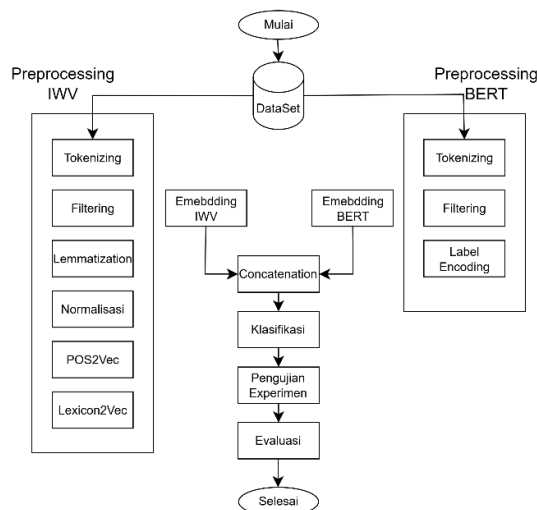 Mulai
Preprocessing
IWV
DataSet
Preprocessing
BERT
Tokenizing
Filtering
Lemmatization
Normalisasi
POS2Vec
Lexicon2Vec
Emebdding
IWV
Emebdding
BERT
Concatenation
Klasifikasi
Pengujian
Experimen
Evaluasi
Selesai
Tokenizing
Filtering
Label
Encoding